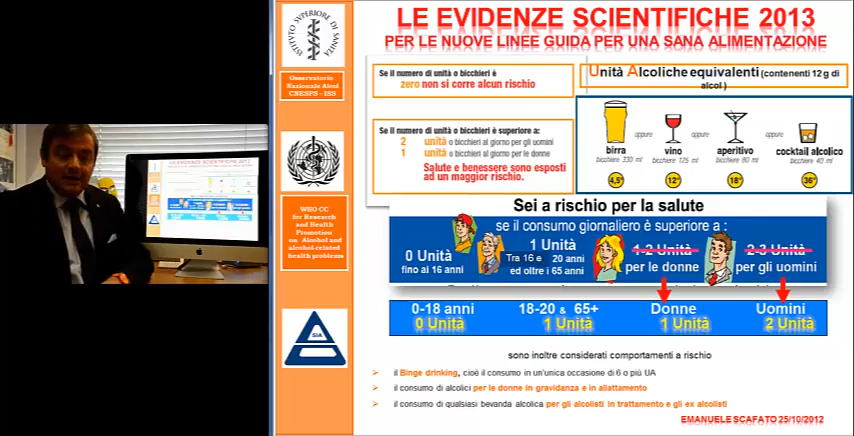 LE EVIDENZE SCIENTIFICHE 2013
PER LE NUOVE LINEE GUIDA PER UNA SANA ALIMENTAZIONE
ISTITVTO SVPERIORE DI SANITA
Osservatorio
Nazionale Alcol
CNESPS - ISS
WHO CC
for Research
and Health
Promotion
on Alcohol and
alcohol-related
health problems
SIA
Se il numero di unità o bicchieri è
zero non si corre alcun rischio
Se il numero di unità o bicchieri è superiore a:
2 unità o bicchieri al giorno per gli uomini
1 unità o bicchieri al giorno per le donne
Salute e benessere sono esposti
ad un maggior rischio.
Unità Alcoliche equivalenti (contenenti 12 g di
alcol )
birra oppure vino oppure aperitivo oppure cocktail alcolico
bicchiere 330 ml bicchiere 125 ml bicchiere 80 ml bicchiere 40 ml
4,5° 12° 18° 36°
Sei a rischio per la salute
se il consumo giornaliero è superiore a :
0 Unità
fino ai 16 anni
1 Unità
Tra 16 e 20 anni
ed oltre i 65 anni
1-2 Unità
per le donne
2-3 Unità
per gli uomini
0-18 anni 18-20 & 65+ Donne Uomini
0 Unità 1 Unità 1 Unità 2 Unità
sono inoltre considerati comportamenti a rischio
il Binge drinking, cioè il consumo in un'unica occasione di 6 o più UA
il consumo di alcolici per le donne in gravidanza e in allattamento
il consumo di qualsiasi bevanda alcolica per gli alcolisti in trattamento e gli ex alcolisti
EMANUELE SCAFATO 25/10/2012
LE EVIDENZE SCIENTIFICHE 2013